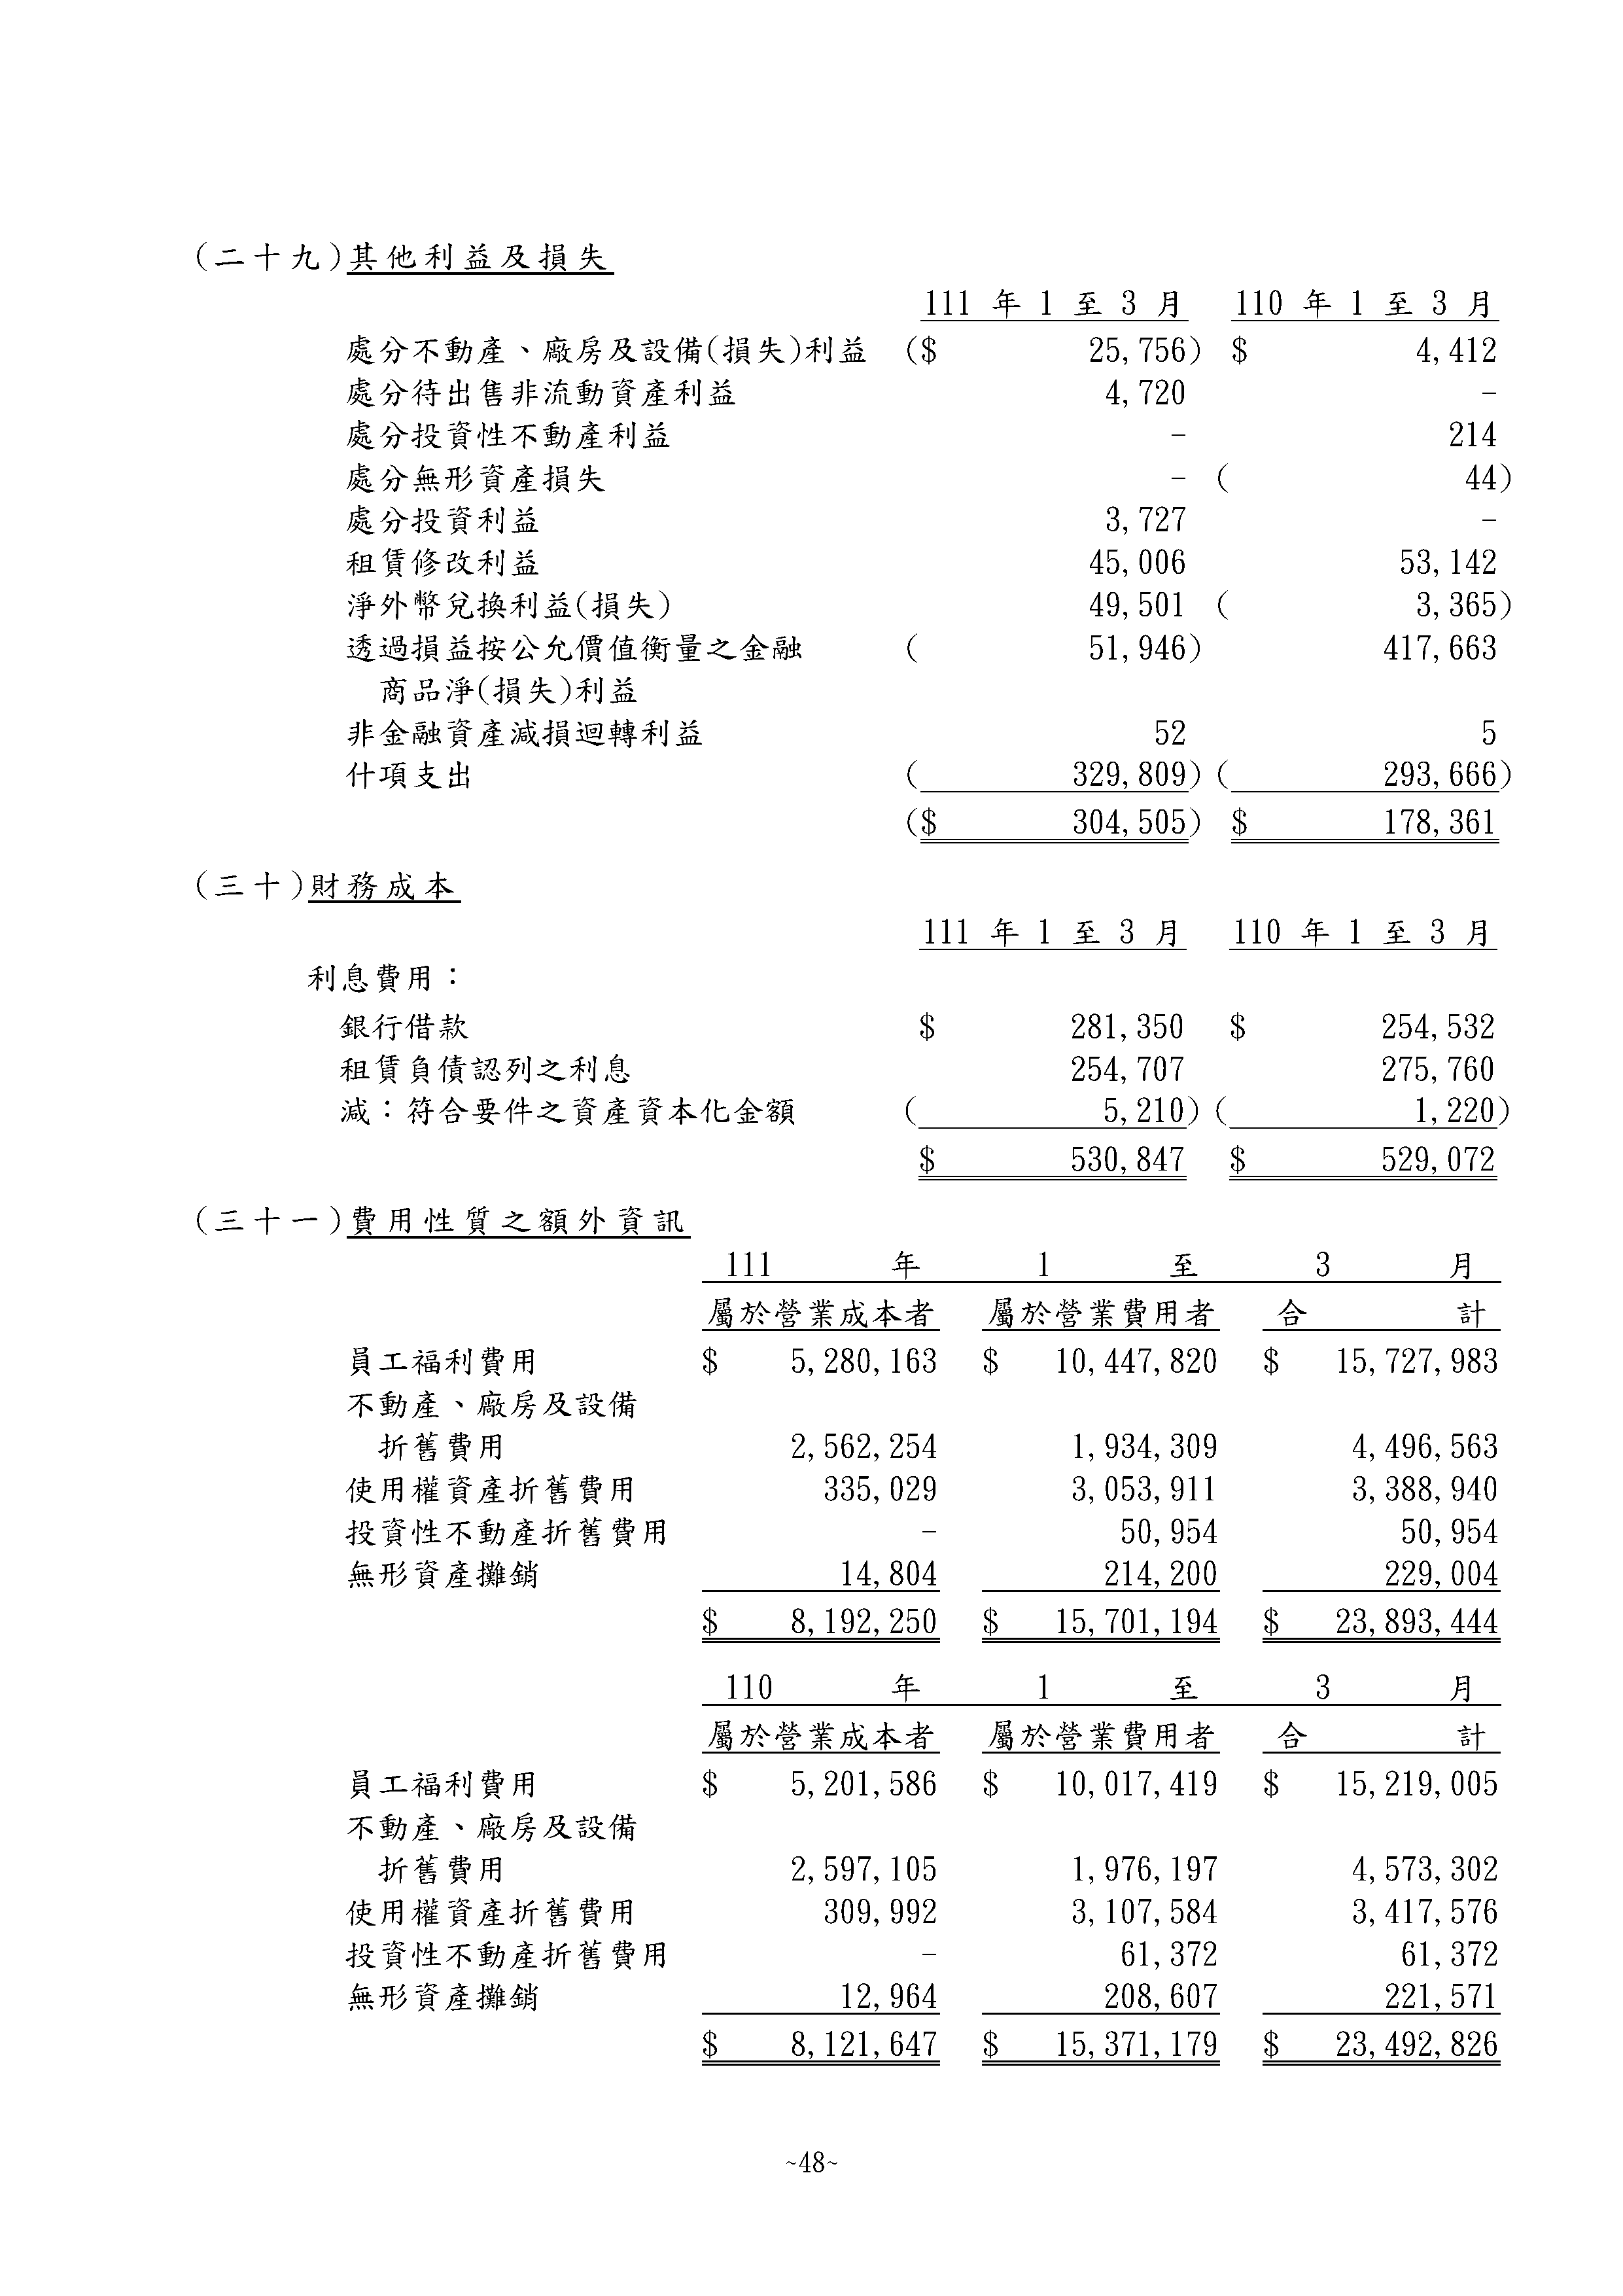 (二十九)其他利益及損失
111 年 1 至 3 月 110 年 1 至 3 月
處分不動產、廠房及設備(損失)利益 ($ 25,756) $ 4,412
處分待出售非流動資產利益 4,720 -
處分投資性不動產利益 - 214
處分無形資產損失 - ( 44)
處分投資利益 3,727 -
租賃修改利益 45,006 53,142
淨外幣兌換利益(損失) 49,501 ( 3,365)
透過損益按公允價值衡量之金融 ( 51,946) 417,663
商品淨(損失)利益
非金融資產減損迴轉利益 52 5
什項支出 ( 329,809) ( 293,666)
($ 304,505) $ 178,361
(三十)財務成本
111 年 1 至 3 月 110 年 1 至 3 月
利息費用：
銀行借款 $ 281,350 $ 254,532
租賃負債認列之利息 254,707 275,760
減：符合要件之資產資本化金額 ( 5,210) ( 1,220)
$ 530,847 $ 529,072
(三十一)費用性質之額外資訊
111 年 1 至 3 月
屬於營業成本者 屬於營業費用者 合 計
員工福利費用 $ 5,280,163 $ 10,447,820 $ 15,727,983
不動產、廠房及設備
折舊費用 2,562,254 1,934,309 4,496,563
使用權資產折舊費用 335,029 3,053,911 3,388,940
投資性不動產折舊費用 - 50,954 50,954
無形資產攤銷 14,804 214,200 229,004
$ 8,192,250 $ 15,701,194 $ 23,893,444
110 年 1 至 3 月
屬於營業成本者 屬於營業費用者 合 計
員工福利費用 $ 5,201,586 $ 10,017,419 $ 15,219,005
不動產、廠房及設備
折舊費用 2,597,105 1,976,197 4,573,302
使用權資產折舊費用 309,992 3,107,584 3,417,576
投資性不動產折舊費用 - 61,372 61,372
無形資產攤銷 12,964 208,607 221,571
$ 8,121,647 $ 15,371,179 $ 23,492,826
~48~